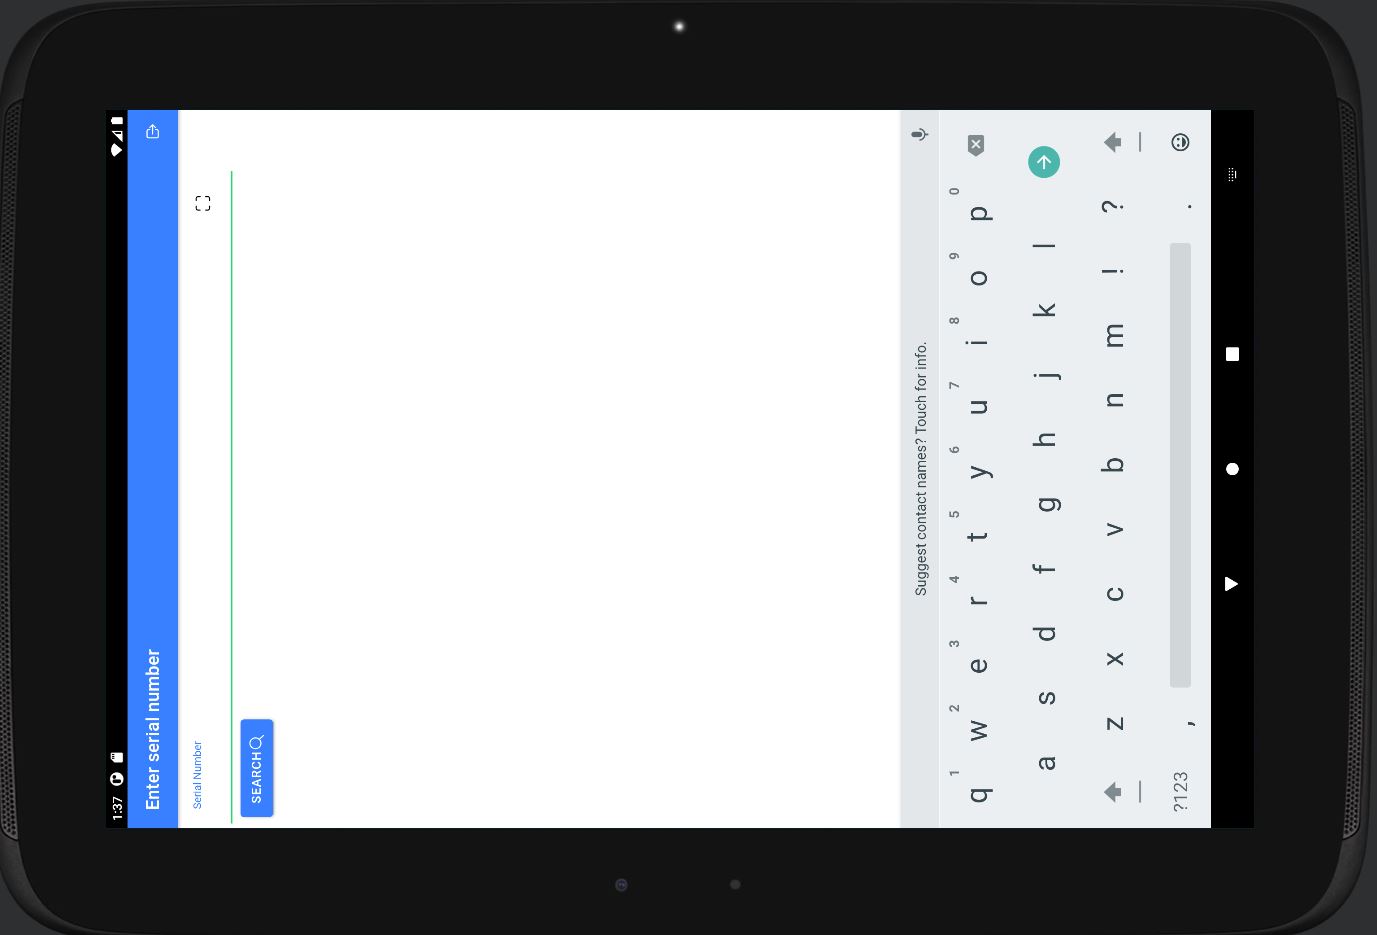 1:37
Enter serial number
Serial Number
SEARCH
Suggest contact names? Touch for info.
1 2 3 4 5 6 7 8 9 0
q w e r t y u i o p
a s d f g h j k l
z x c v b n m ! ?
?123 , .